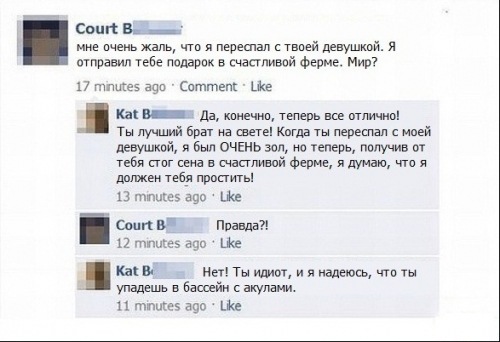 Court B
мне очень жаль, что я переспал с твоей девушкой. Я
отправил тебе подарок в счастливой ферме. Мир?
17 minutes ago · Comment · Like
Kat B Да, конечно, теперь все отлично!
Ты лучший брат на свете! Когда ты переспал с моей
девушкой, я был ОЧЕНЬ зол, но теперь, получив от
тебя стог сена в счастливой ферме, я думаю, что я
должен тебя простить!
13 minutes ago · Like
Court B Правда?!
12 minutes ago · Like
Kat B Нет! Ты идиот, и я надеюсь, что ты
упадешь в бассейн с акулами.
11 minutes ago · Like